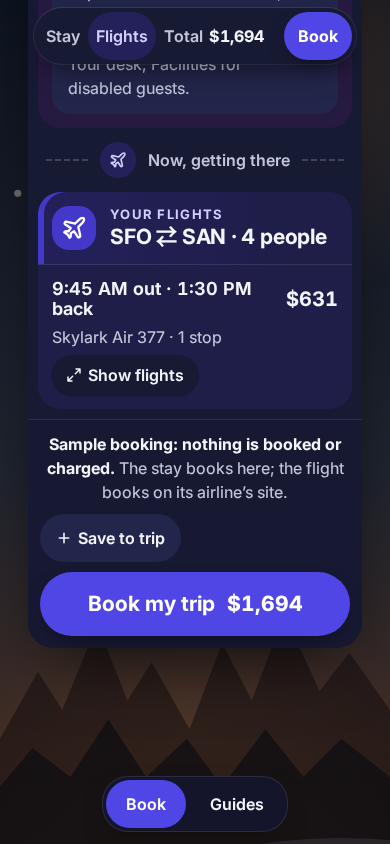 Stay Flights Total $1,694 Book
Your desk, Facilities for
disabled guests.
Now, getting there
YOUR FLIGHTS
SFO ⇄ SAN · 4 people
9:45 AM out · 1:30 PM
back
$631
Skylark Air 377 · 1 stop
Show flights
Sample booking: nothing is booked or
charged. The stay books here; the flight
books on its airline’s site.
+ Save to trip
Book my trip $1,694
Book Guides